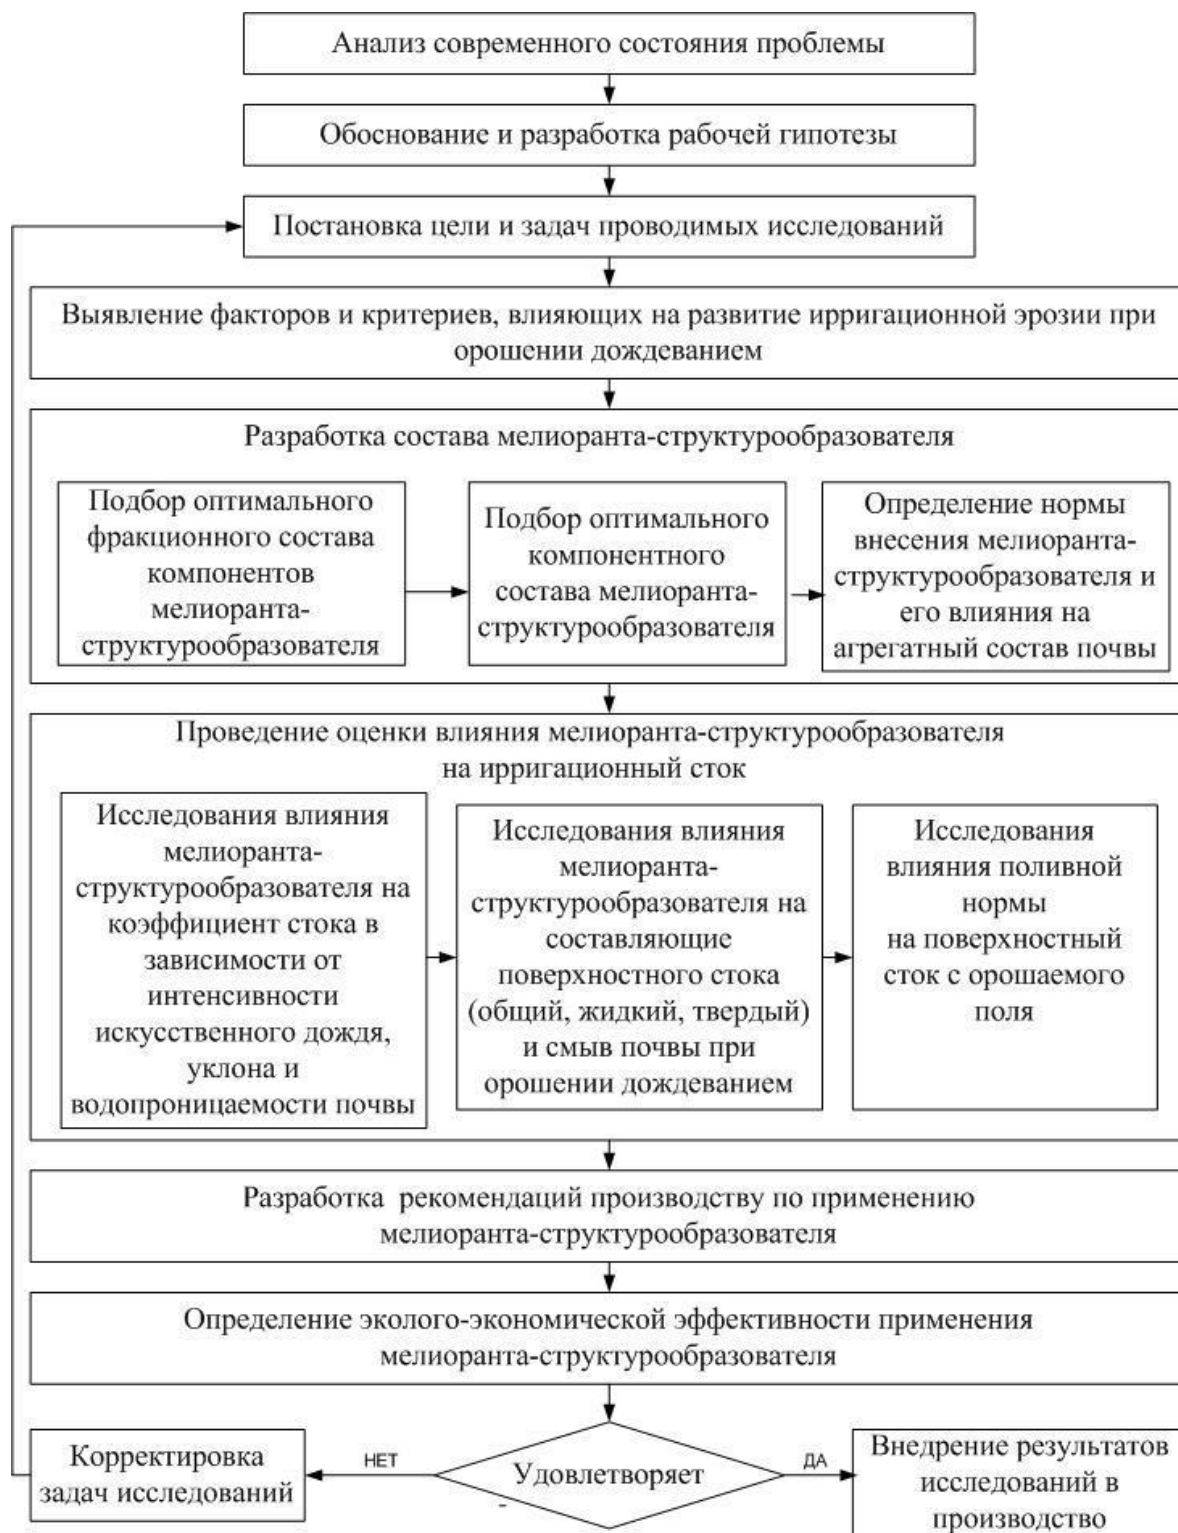 Анализ современного состояния проблемы
Обоснование и разработка рабочей гипотезы
Постановка цели и задач проводимых исследований
Выявление факторов и критериев, влияющих на развитие ирригационной эрозии при
орошении дождеванием
Разработка состава мелиоранта-структурообразователя
Подбор оптимального
фракционного состава
компонентов
мелиоранта-
структурообразователя
Подбор оптимального
компонентного
состава мелиоранта-
структурообразователя
Определение нормы
внесения мелиоранта-
структурообразователя и
его влияния на
агрегатный состав почвы
Проведение оценки влияния мелиоранта-структурообразователя
на ирригационный сток
Исследования влияния
мелиоранта-
структурообразователя на
коэффициент стока в
зависимости от
интенсивности
искусственного дождя,
уклона и
водопроницаемости почвы
Исследования влияния
мелиоранта-
структурообразователя на
составляющие
поверхностного стока
(общий, жидкий, твердый)
и смыв почвы при
орошении дождеванием
Исследования
влияния поливной
нормы
на поверхностный
сток с орошаемого
поля
Разработка  рекомендаций производству по применению
мелиоранта-структурообразователя
Определение эколого-экономической эффективности применения
мелиоранта-структурообразователя
Корректировка
задач исследований
НЕТ
Удовлетворяет
-
ДА
Внедрение результатов
исследований в
производство